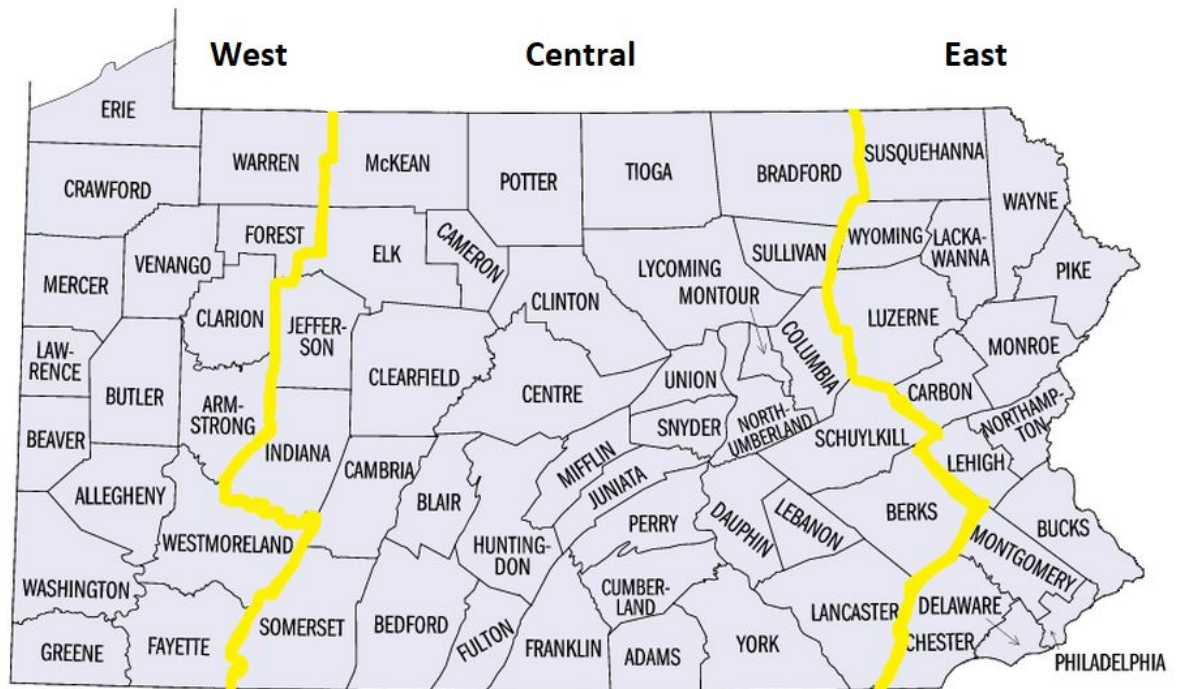 West
Central
East
ERIE
WARREN
McKEAN
POTTER
TIOGA
BRADFORD
SUSQUEHANNA
CRAWFORD
WAYNE
FOREST
ELK
CAMERON
SULLIVAN
WYOMING
LACKA-
WANNA
VENANGO
MERCER
LYCOMING
PIKE
MONTOUR
CLINTON
CLARION
JEFFER-
SON
LUZERNE
COLUMBIA
MONROE
LAW-
RENCE
BUTLER
CLEARFIELD
CENTRE
UNION
CARBON
ARM-
STRONG
SNYDER
NORTH-
UMBERLAND
NORTHAMP-
TON
BEAVER
INDIANA
SCHUYLKILL
CAMBRIA
MIFFLIN
LEHIGH
ALLEGHENY
BLAIR
JUNIATA
BERKS
PERRY
DAUPHIN
LEBANON
BUCKS
WESTMORELAND
HUNTING-
DON
MONTGOMERY
WASHINGTON
CUMBER-
LAND
LANCASTER
DELAWARE
SOMERSET
BEDFORD
FULTON
FRANKLIN
ADAMS
YORK
CHESTER
GREENE
FAYETTE
PHILADELPHIA